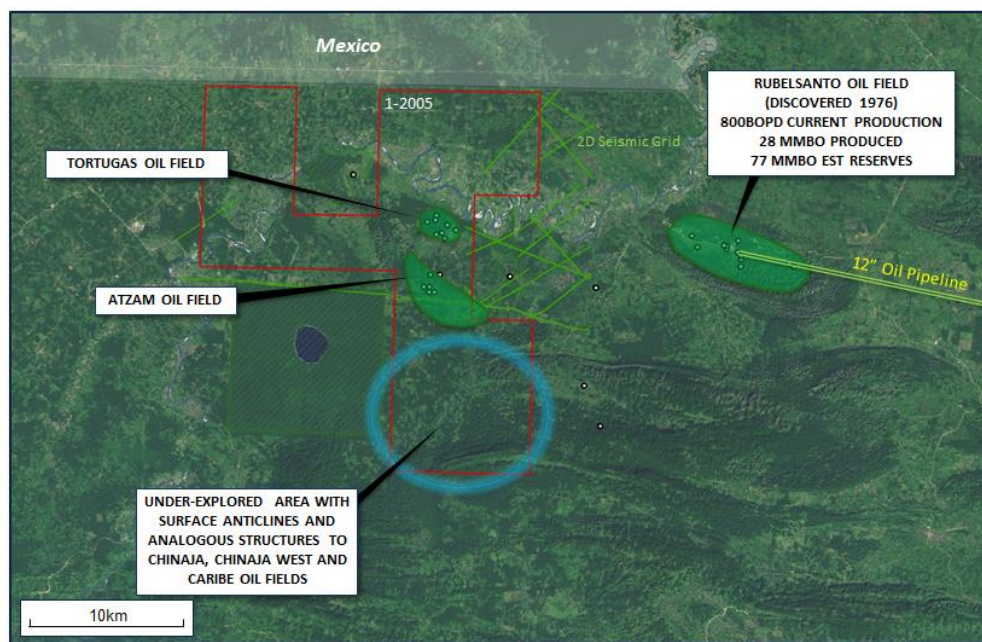 Mexico
1-2005
2D Seismic Grid
RUBELSANTO OIL FIELD
(DISCOVERED 1976)
800BOPD CURRENT PRODUCTION
28 MMBO PRODUCED
77 MMBO EST RESERVES
TORTUGAS OIL FIELD
12” Oil Pipeline
ATZAM OIL FIELD
UNDER-EXPLORED AREA WITH
SURFACE ANTICLINES AND
ANALOGOUS STRUCTURES TO
CHINAJA, CHINAJA WEST AND
CARIBE OIL FIELDS
10km